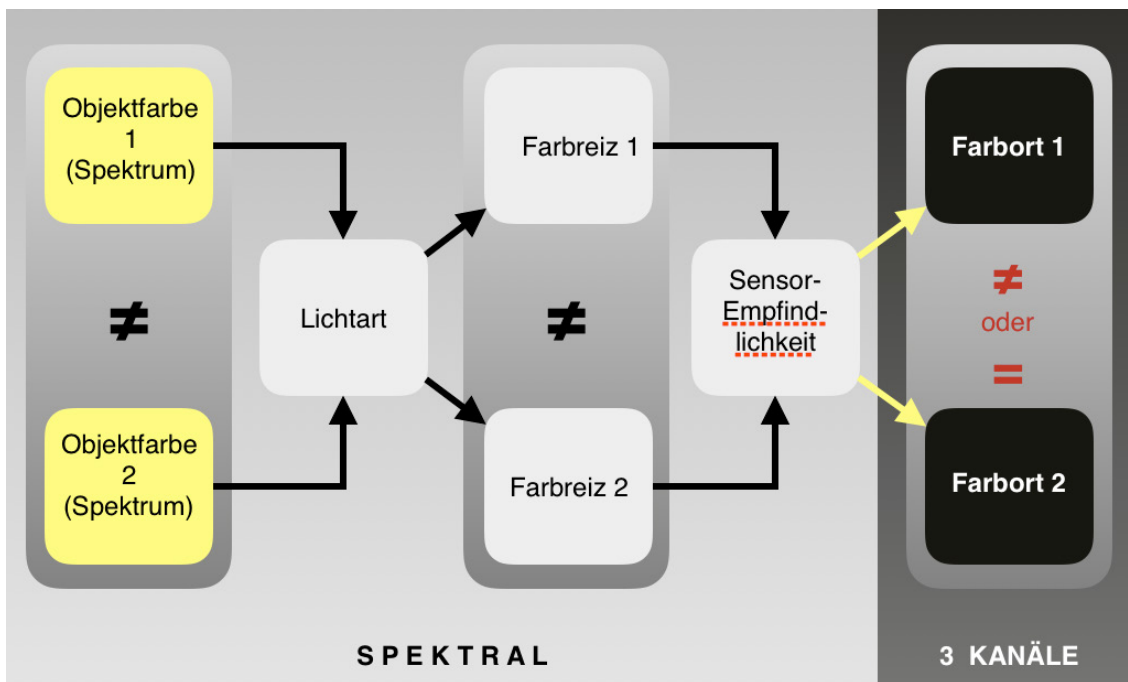 Objektfarbe
1
(Spektrum)
≠
Objektfarbe
2
(Spektrum)
Lichtart
Farbreiz 1
≠
Farbreiz 2
Sensor-
Empfind-
lichkeit
Farbort 1
≠
oder
=
Farbort 2
SPEKTRAL
3 KANÄLE